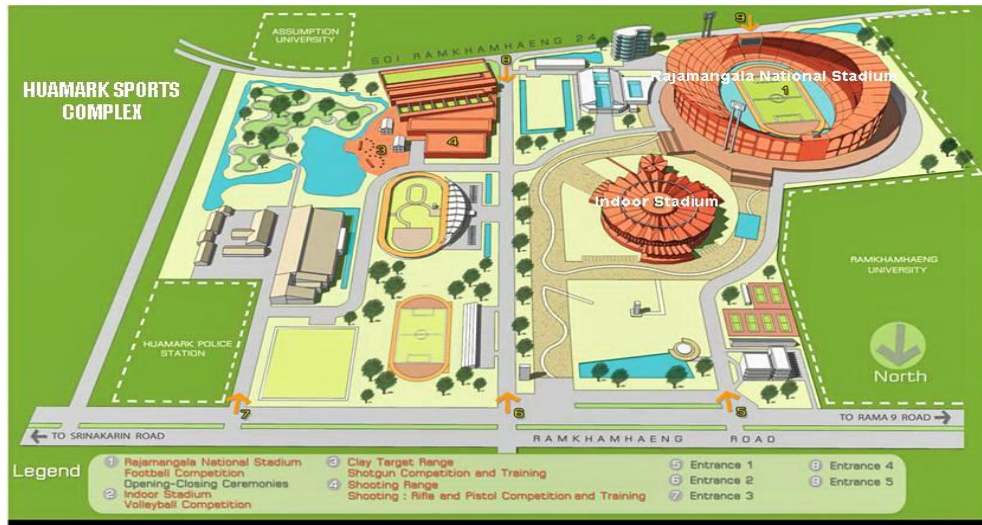 ASSUMPTION
UNIVERSITY
SOI RAMKHAMHAENG 24
9
HUAMARK SPORTS
COMPLEX
8
Rajamangala National Stadium
1
4
3
Indoor Stadium
RAMKHAMHAENG
UNIVERSITY
HUAMARK POLICE
STATION
North
7
6
5
TO RAMA 9 ROAD
TO SRINAKARIN ROAD
RAMKHAMHAENG ROAD
Legend
1 Rajamangala National Stadium
Football Competition
Opening-Closing Ceremonies
2 Indoor Stadium
Volleyball Competition
3 Clay Target Range
Shotgun Competition and Training
4 Shooting Range
Shooting : Rifle and Pistol Competition and Training
5 Entrance 1
6 Entrance 2
7 Entrance 3
8 Entrance 4
9 Entrance 5